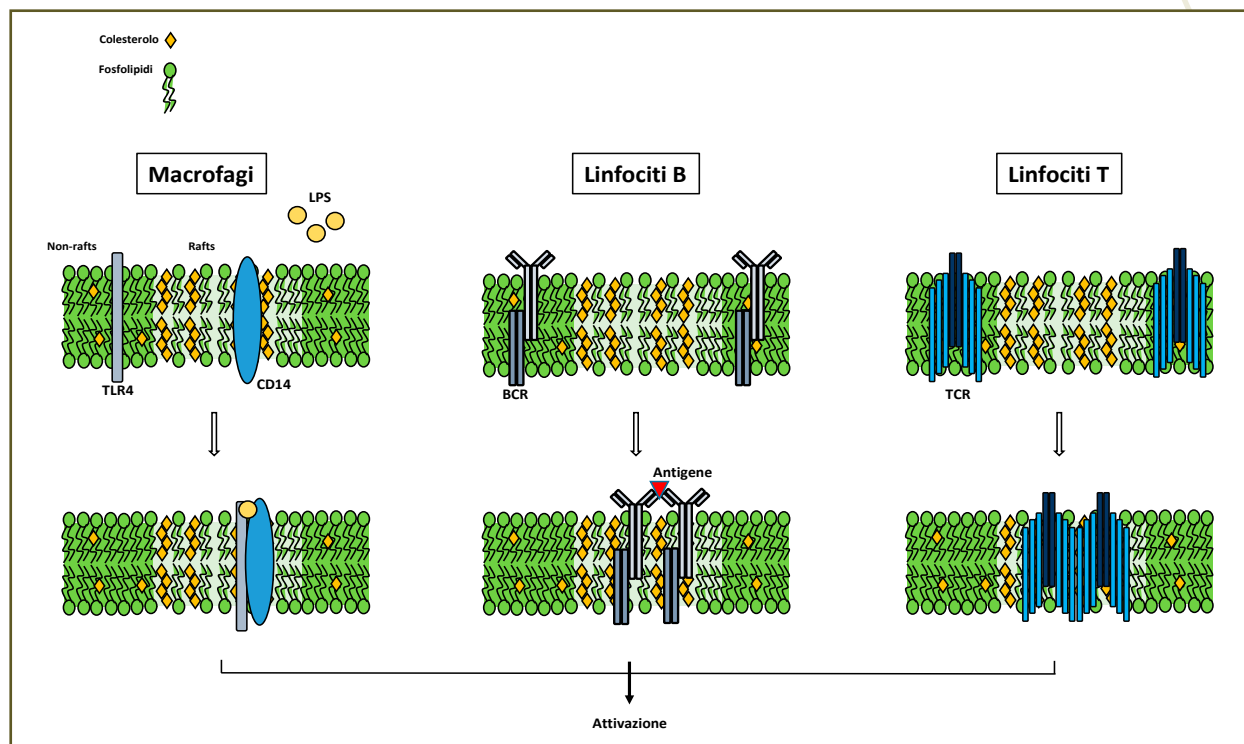 Colesterolo
Fosfolipidi
Macrofagi
Linfociti B
Linfociti T
LPS
Non-rafts
Rafts
TLR4
CD14
BCR
TCR
Antigene
Attivazione